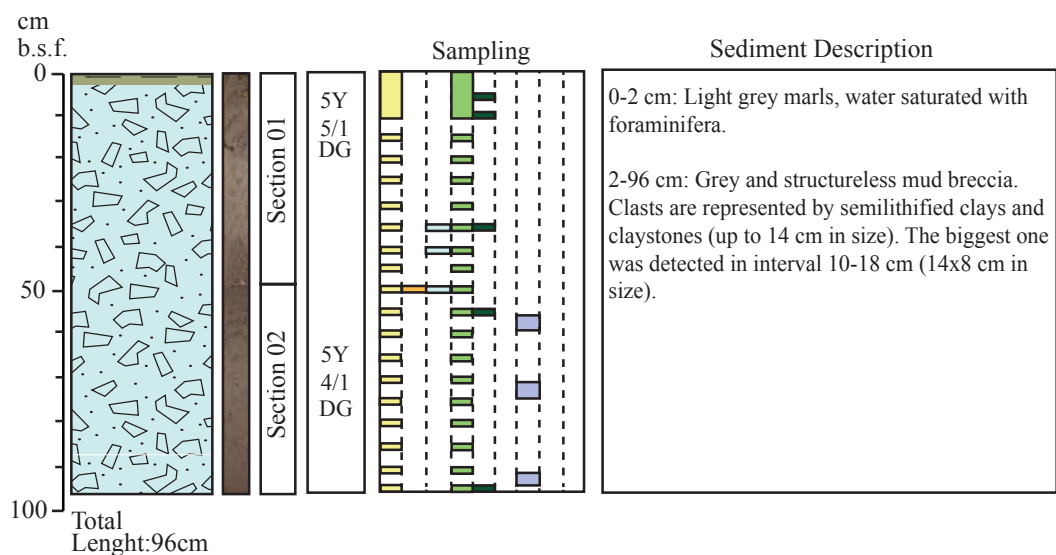 cm
b.s.f.
Sampling
Sediment Description
0
50
100
Section 01
Section 02
5Y
5/1
DG
5Y
4/1
DG
0-2 cm: Light grey marls, water saturated with
foraminifera.
2-96 cm: Grey and structureless mud breccia.
Clasts are represented by semilithified clays and
claystones (up to 14 cm in size). The biggest one
was detected in interval 10-18 cm (14x8 cm in
size).
Total
Lenght:96cm